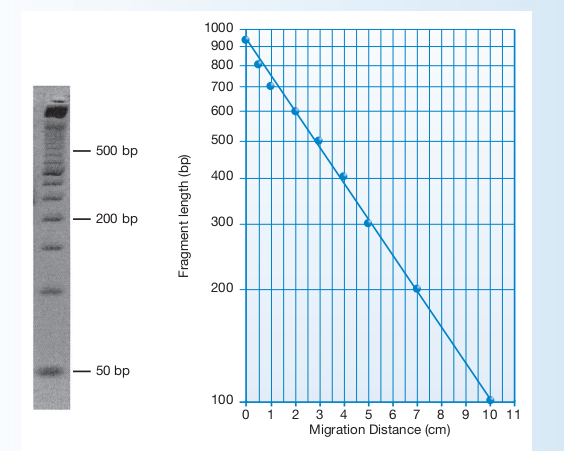 500 bp
200 bp
50 bp
Fragment length (bp)
1000
900
800
700
600
500
400
300
200
100
0 1 2 3 4 5 6 7 8 9 10 11
Migration Distance (cm)